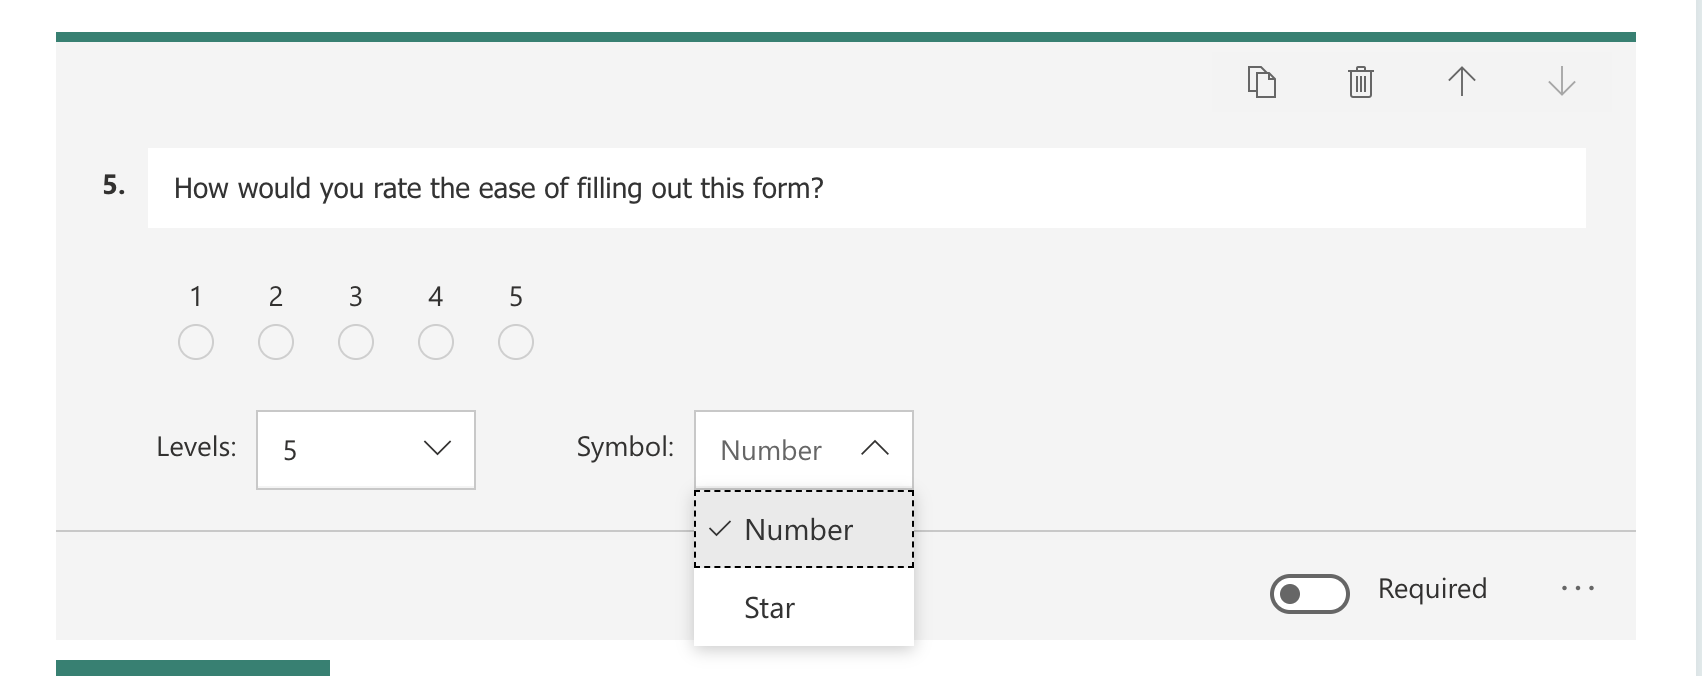 5. How would you rate the ease of filling out this form?
1 2 3 4 5
Levels: 5 Symbol: Number
Number
Star
Required